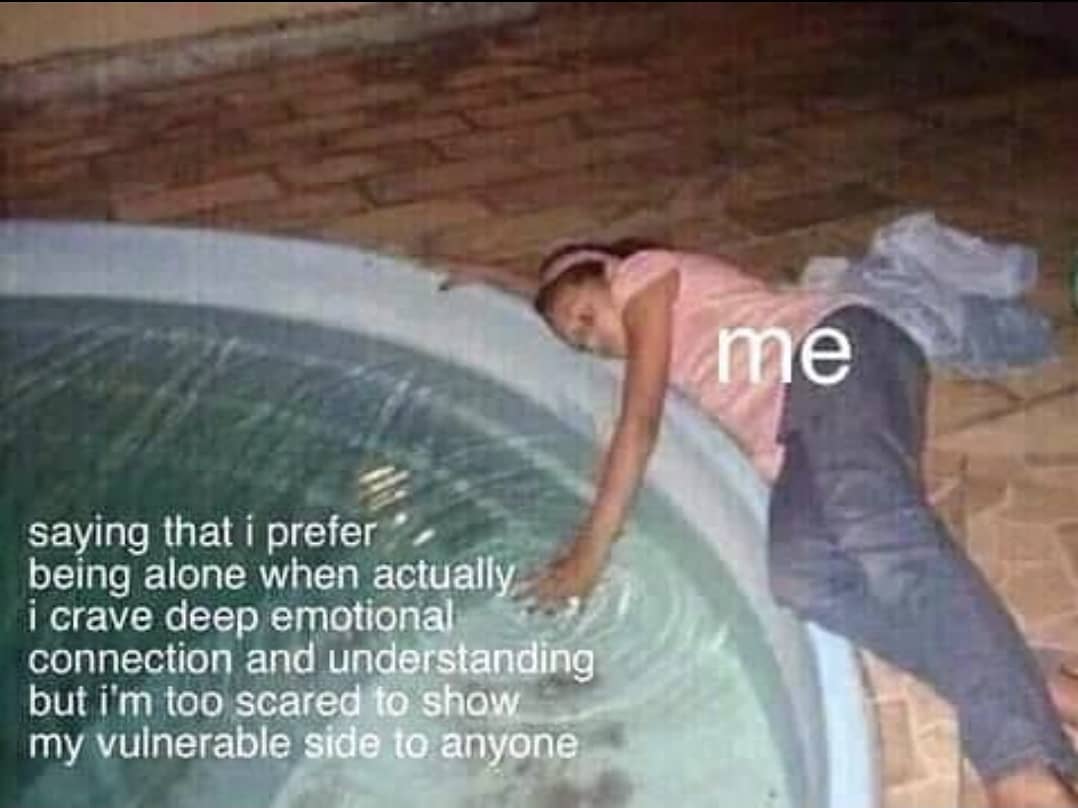 me
saying that i prefer
being alone when actually
i crave deep emotional
connection and understanding
but i'm too scared to show
my vulnerable side to anyone